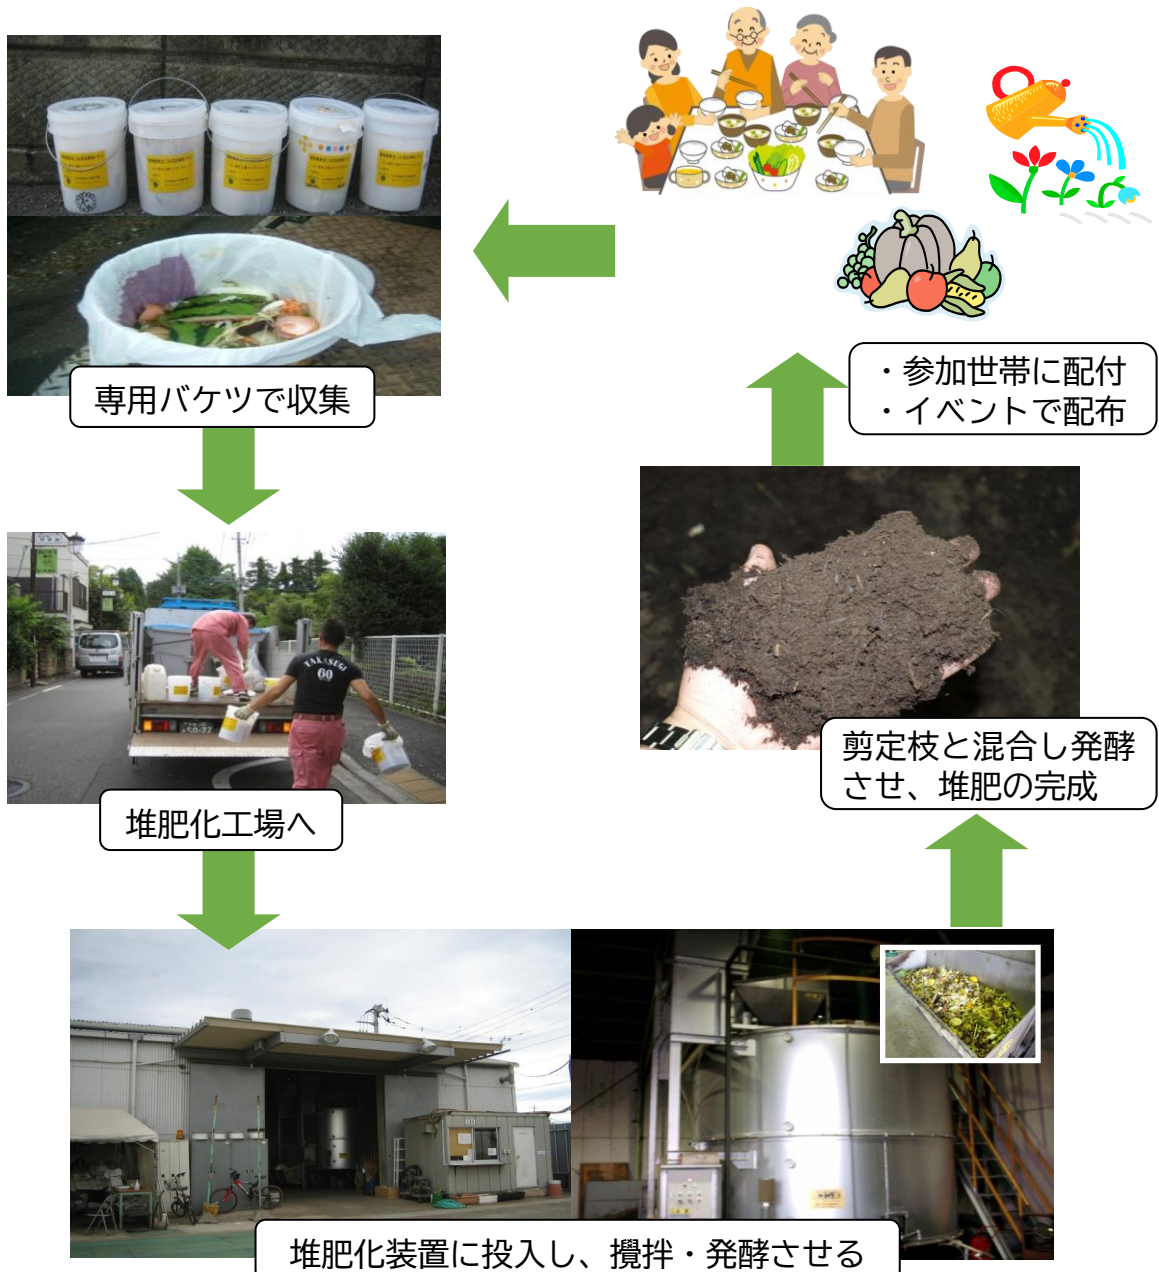 専用バケツで収集
・参加世帯に配付
・イベントで配布
TAKASUGI
60
堆肥化工場へ
剪定枝と混合し発酵
させ、堆肥の完成
堆肥化装置に投入し、攪拌・発酵させる